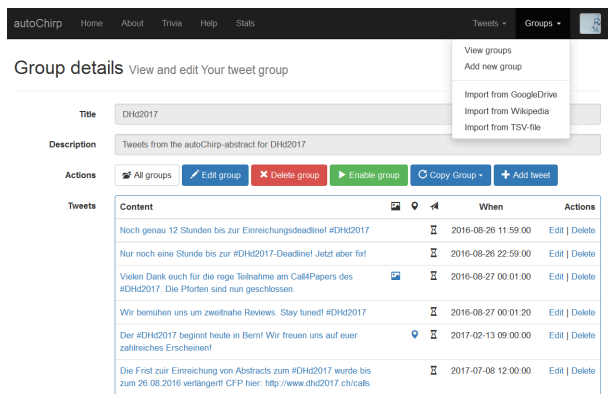 autoChirp Home About Trivia Help Stats Tweets Groups
View groups
Add new group
Import from GoogleDrive
Import from Wikipedia
Import from TSV-file
Group details View and edit Your tweet group
Title DHd2017
Description Tweets from the autoChirp-abstract for DHd2017
Actions All groups Edit group Delete group Enable group Copy Group Add tweet
Tweets Content When Actions
Noch genau 12 Stunden bis zur Einreichungsdeadline! #DHd2017 2016-08-26 11:59:00 Edit | Delete
Nur noch eine Stunde bis zur #DHd2017-Deadline! Jetzt aber fix! 2016-08-26 22:59:00 Edit | Delete
Vielen Dank euch für die rege Teilnahme am Call4Papers des 2016-08-27 00:01:00 Edit | Delete
#DHd2017. Die Pforten sind nun geschlossen.
Wir bemühen uns um zweitnahe Reviews. Stay tuned! #DHd2017 2016-08-27 00:01:20 Edit | Delete
Der #DHd2017 beginnt heute in Bern! Wir freuen uns auf euer 2017-02-13 09:00:00 Edit | Delete
zahlreiches Erscheinen!
Die Frist zuir Einreichung von Abstracts zum #DHd2017 wurde bis 2017-07-08 12:00:00 Edit | Delete
zum 26.08.2016 verlängert! CFP hier: http://www.dhd2017.ch/calls